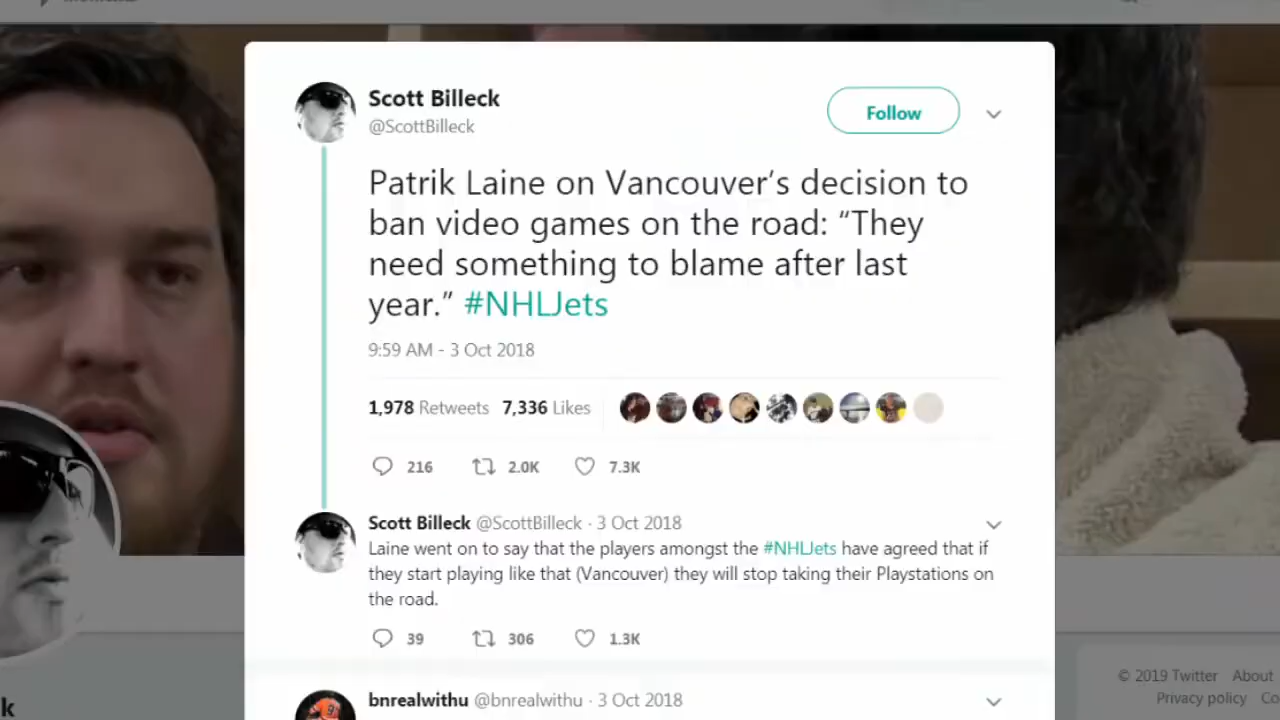 Scott Billeck
@ScottBilleck
Follow
Patrik Laine on Vancouver's decision to
ban video games on the road: “They
need something to blame after last
year.” #NHLJets
9:59 AM - 3 Oct 2018
1,978 Retweets 7,336 Likes
216 2.0K 7.3K
Scott Billeck @ScottBilleck · 3 Oct 2018
Laine went on to say that the players amongst the #NHLJets have agreed that if
they start playing like that (Vancouver) they will stop taking their Playstations on
the road.
39 306 1.3K
© 2019 Twitter About
Privacy policy
bnrealwithu @bnrealwithu · 3 Oct 2018